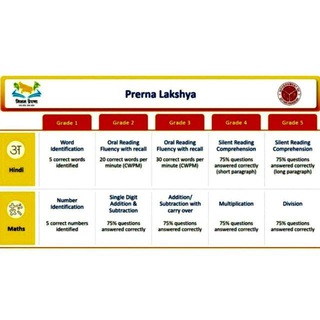 Prerna Lakshya
Grade 1
Grade 2
Grade 3
Grade 4
Grade 5
अ
Hindi
Word
Identification
5 correct words
identified
Oral Reading
Fluency with recall
20 correct words per
minute (CWPM)
Oral Reading
Fluency with recall
30 correct words per
minute (CWPM)
Silent Reading
Comprehension
75% questions
answered correctly
(short paragraph)
Silent Reading
Comprehension
75% questions
answered correctly
(long paragraph)
Maths
Number
Identification
5 correct numbers
identified
Single Digit
Addition &
Subtraction
75% questions
answered correctly
Addition/
Subtraction with
carry over
75% questions
answered correctly
Multiplication
75% questions
answered correctly
Division
75% questions
answered correctly